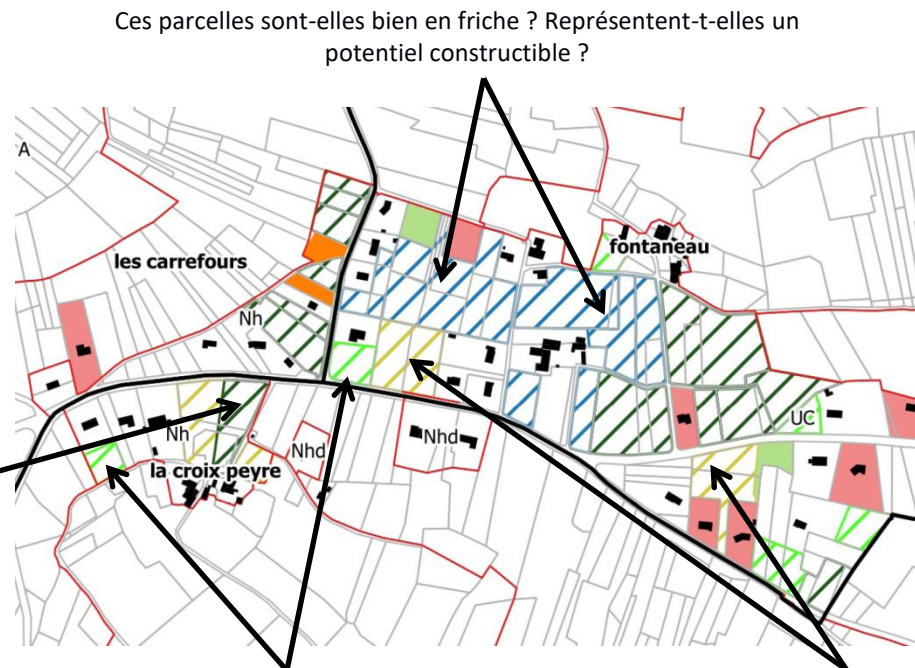 Ces parcelles sont-elles bien en friche ? Représentent-t-elles un
potentiel constructible ?
A
les carrefours
fontaneau
Nh
UC
Nh
Nhd
Nhd
la croix peyre